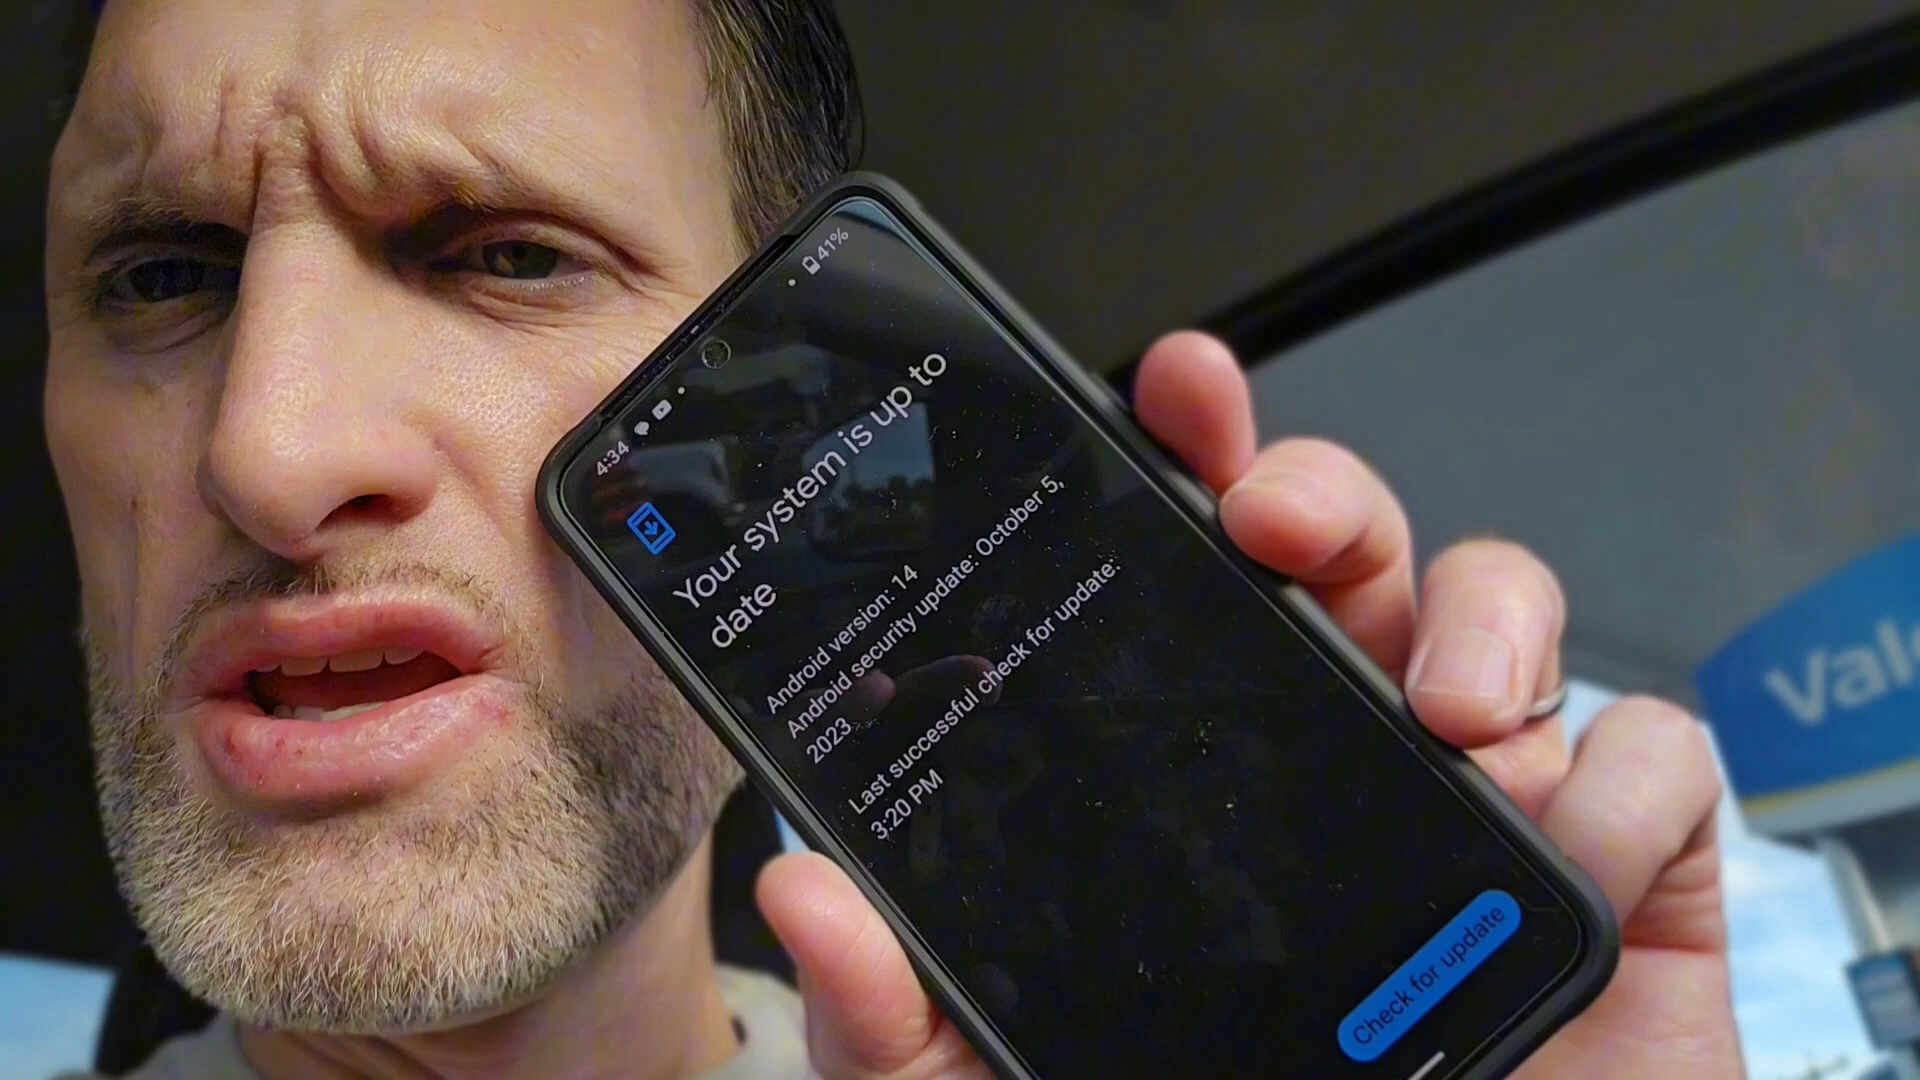 4:34
41%
Your system is up to
date
Android version: 14
Android security update: October 5,
2023
Last successful check for update:
3:20 PM
Check for update